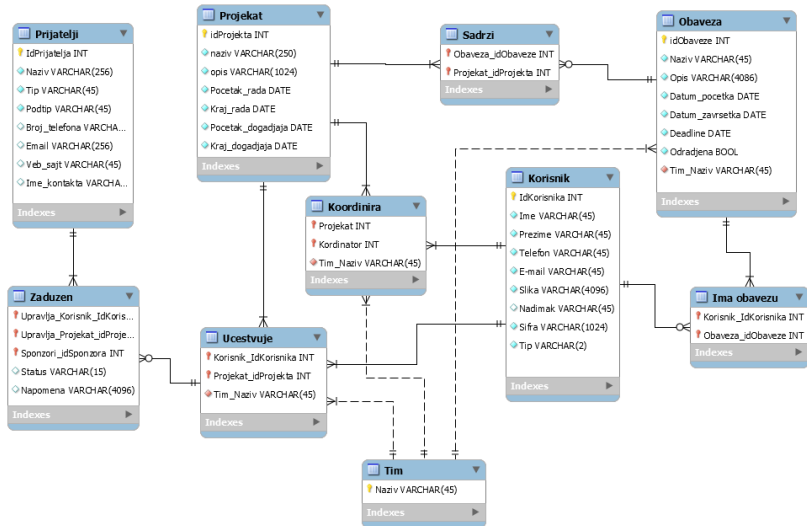 Prijatelji
IdPrijatelja INT
Naziv VARCHAR(256)
Tip VARCHAR(45)
Podtip VARCHAR(45)
Broj_telefona VARCHA...
Email VARCHAR(256)
Veb_sajt VARCHAR(45)
Ime_kontakta VARCHA...
Indexes
Projekat
idProjekta INT
naziv VARCHAR(250)
opis VARCHAR(1024)
Pocetak_rada DATE
Kraj_rada DATE
Pocetak_dogadjaja DATE
Kraj_dogadjaja DATE
Indexes
Sadrzi
Obaveza_idObaveze INT
Projekat_idProjekta INT
Indexes
Obaveza
idObaveze INT
Naziv VARCHAR(45)
Opis VARCHAR(4086)
Datum_pocetka DATE
Datum_zavrsetka DATE
Deadline DATE
Odradjena BOOL
Tim_Naziv VARCHAR(45)
Indexes
Koordinira
Projekat INT
Kordinator INT
Tim_Naziv VARCHAR(45)
Indexes
Korisnik
IdKorisnika INT
Ime VARCHAR(45)
Prezime VARCHAR(45)
Telefon VARCHAR(45)
E-mail VARCHAR(45)
Slika VARCHAR(4096)
Nadimak VARCHAR(45)
Sifra VARCHAR(1024)
Tip VARCHAR(2)
Indexes
Zaduzen
Upravlja_Korisnik_IdKoris...
Upravlja_Projekat_idProje...
Sponzori_idSponzora INT
Status VARCHAR(15)
Napomena VARCHAR(4096)
Indexes
Ucestvuje
Korisnik_IdKorisnika INT
Projekat_idProjekta INT
Tim_Naziv VARCHAR(45)
Indexes
Ima obavezu
Korisnik_IdKorisnika INT
Obaveza_idObaveze INT
Indexes
Tim
Naziv VARCHAR(45)
Indexes